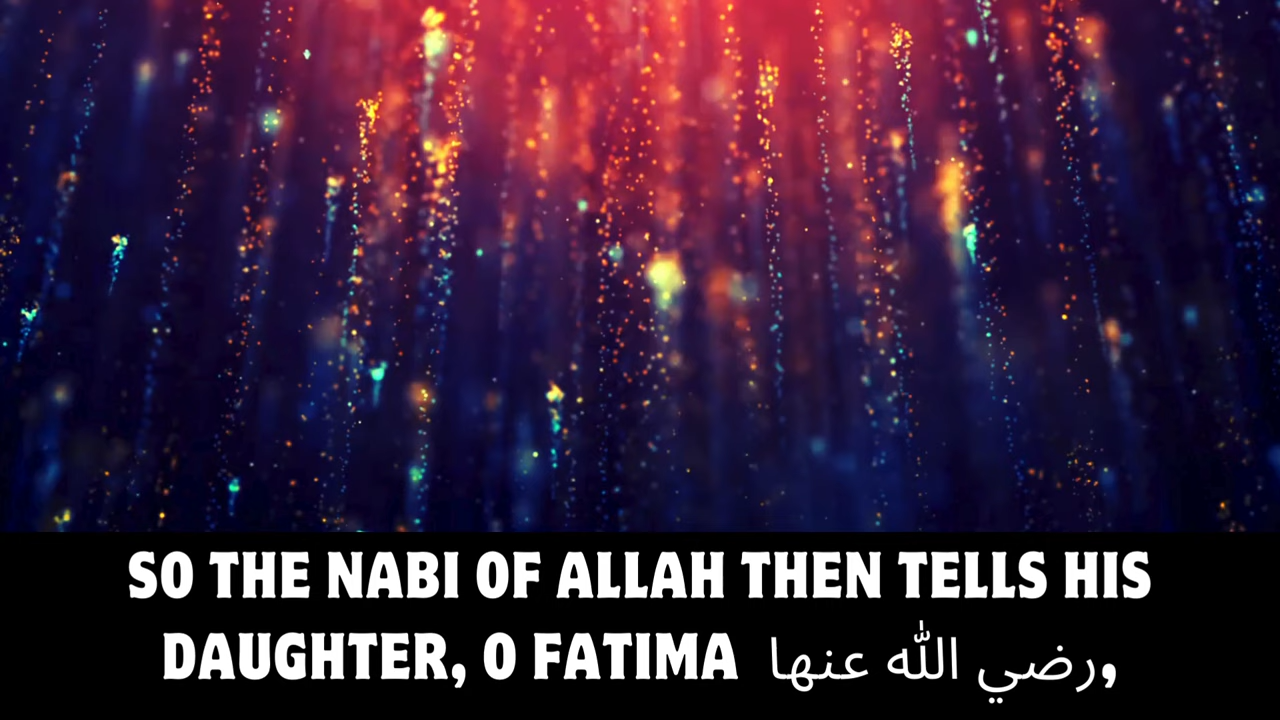 SO THE NABI OF ALLAH THEN TELLS HIS
DAUGHTER, O FATIMA رضي الله عنها,